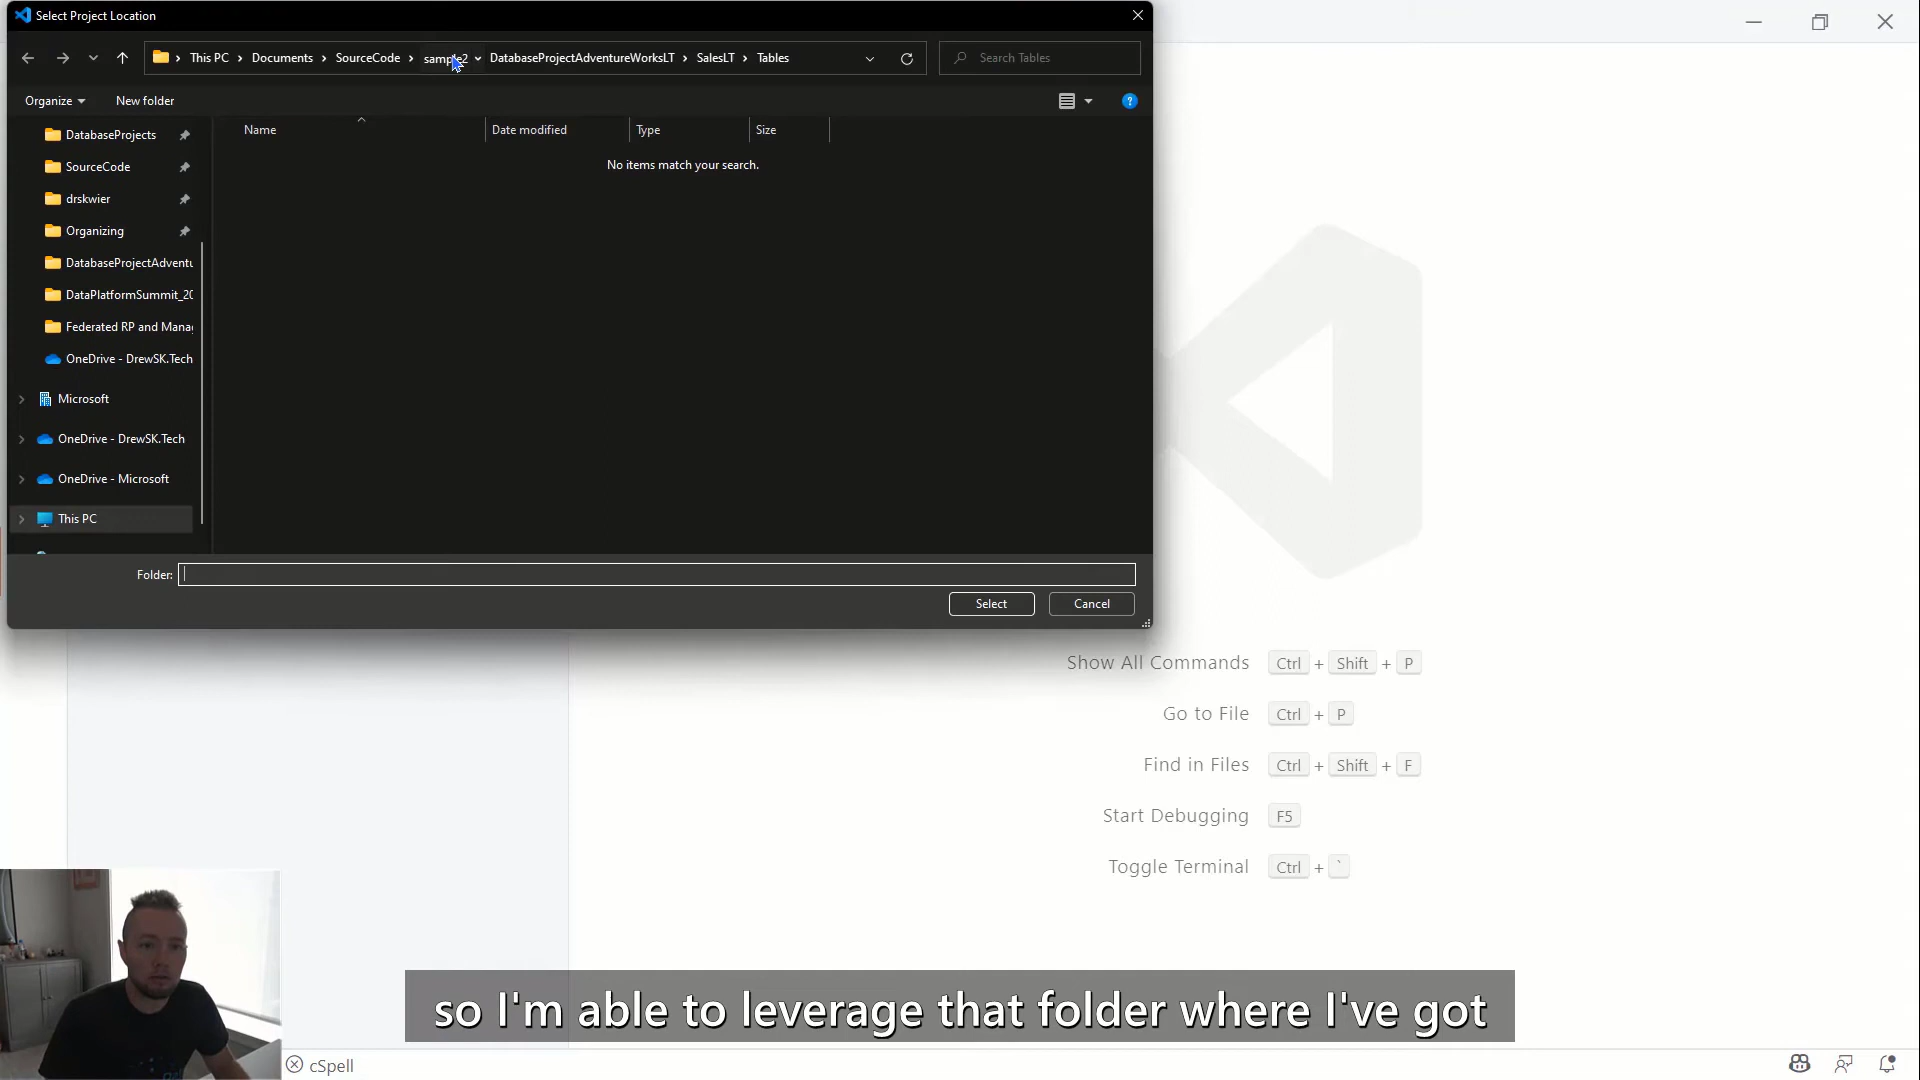 Select Project Location
This PC > Documents > SourceCode > sample2 DatabaseProjectAdventureWorksLT > SalesLT > Tables
Search Tables
Organize
New folder
?
Name
Date modified
Type
Size
No items match your search.
DatabaseProjects
SourceCode
drskwier
Organizing
DatabaseProjectAdventu
DataPlatformSummit_20
Federated RP and Mana
OneDrive - DrewSK.Tech
Microsoft
OneDrive - DrewSK.Tech
OneDrive - Microsoft
This PC
Folder:
Select
Cancel
Show All Commands Ctrl + Shift + P
Go to File Ctrl + P
Find in Files Ctrl + Shift + F
Start Debugging F5
Toggle Terminal Ctrl + `
so I'm able to leverage that folder where I've got
cSpell